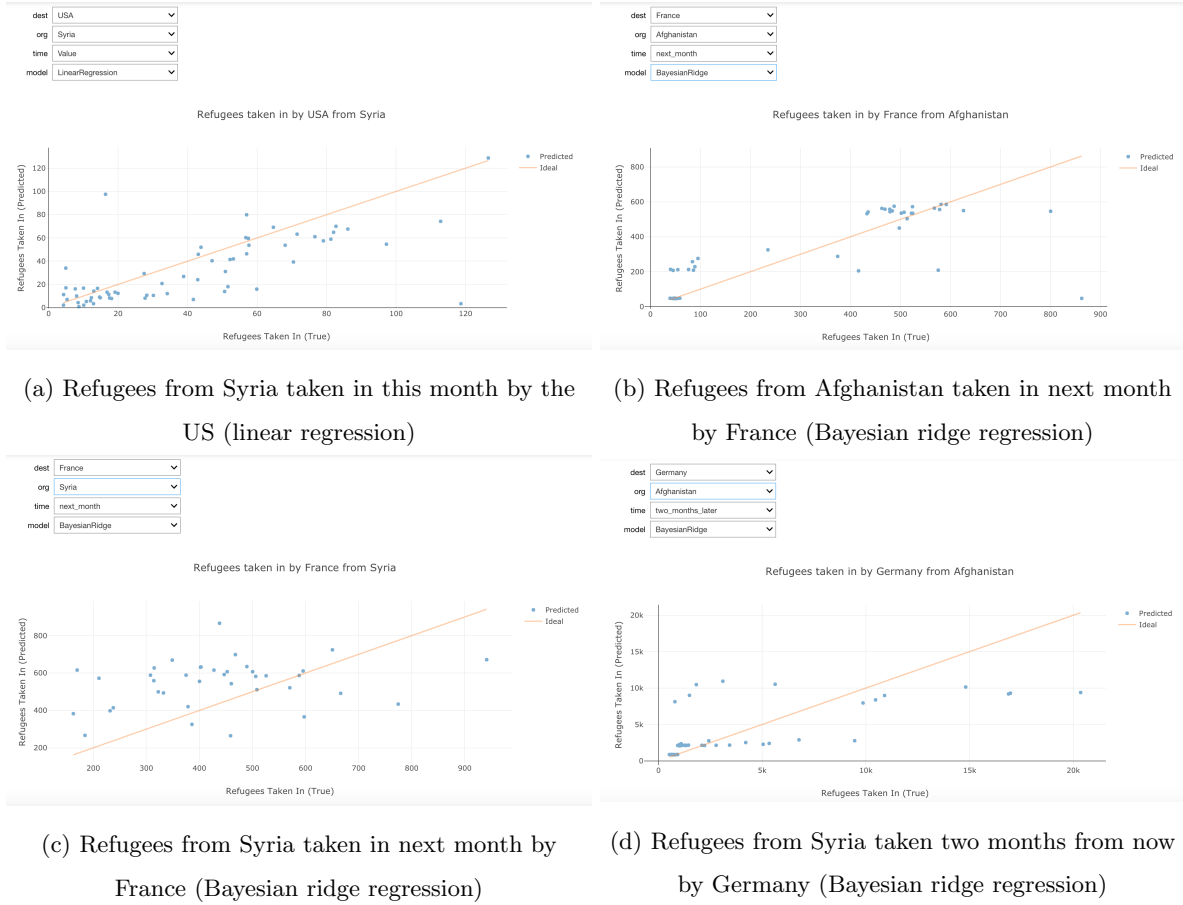 dest USA
org Syria
time Value
model LinearRegression
Refugees taken in by USA from Syria
Refugees Taken In (Predicted)
120
100
80
60
40
20
0
0 20 40 60 80 100 120
Refugees Taken In (True)
Predicted
Ideal
(a) Refugees from Syria taken in this month by the
US (linear regression)
dest France
org Afghanistan
time next_month
model BayesianRidge
Refugees taken in by France from Afghanistan
Refugees Taken In (Predicted)
800
600
400
200
0
0 100 200 300 400 500 600 700 800 900
Refugees Taken In (True)
Predicted
Ideal
(b) Refugees from Afghanistan taken in next month
by France (Bayesian ridge regression)
dest France
org Syria
time next_month
model BayesianRidge
Refugees taken in by France from Syria
Refugees Taken In (Predicted)
800
600
400
200
200 300 400 500 600 700 800 900
Refugees Taken In (True)
Predicted
Ideal
(c) Refugees from Syria taken in next month by
France (Bayesian ridge regression)
dest Germany
org Afghanistan
time two_months_later
model BayesianRidge
Refugees taken in by Germany from Afghanistan
Refugees Taken In (Predicted)
20k
15k
10k
5k
0
0 5k 10k 15k 20k
Refugees Taken In (True)
Predicted
Ideal
(d) Refugees from Syria taken two months from now
by Germany (Bayesian ridge regression)